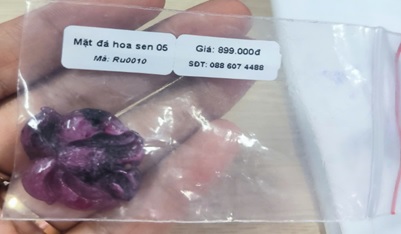 Mặt đá hoa sen 05
Mã: Ru0010
Giá: 899.000đ
SĐT: 088 607 4488